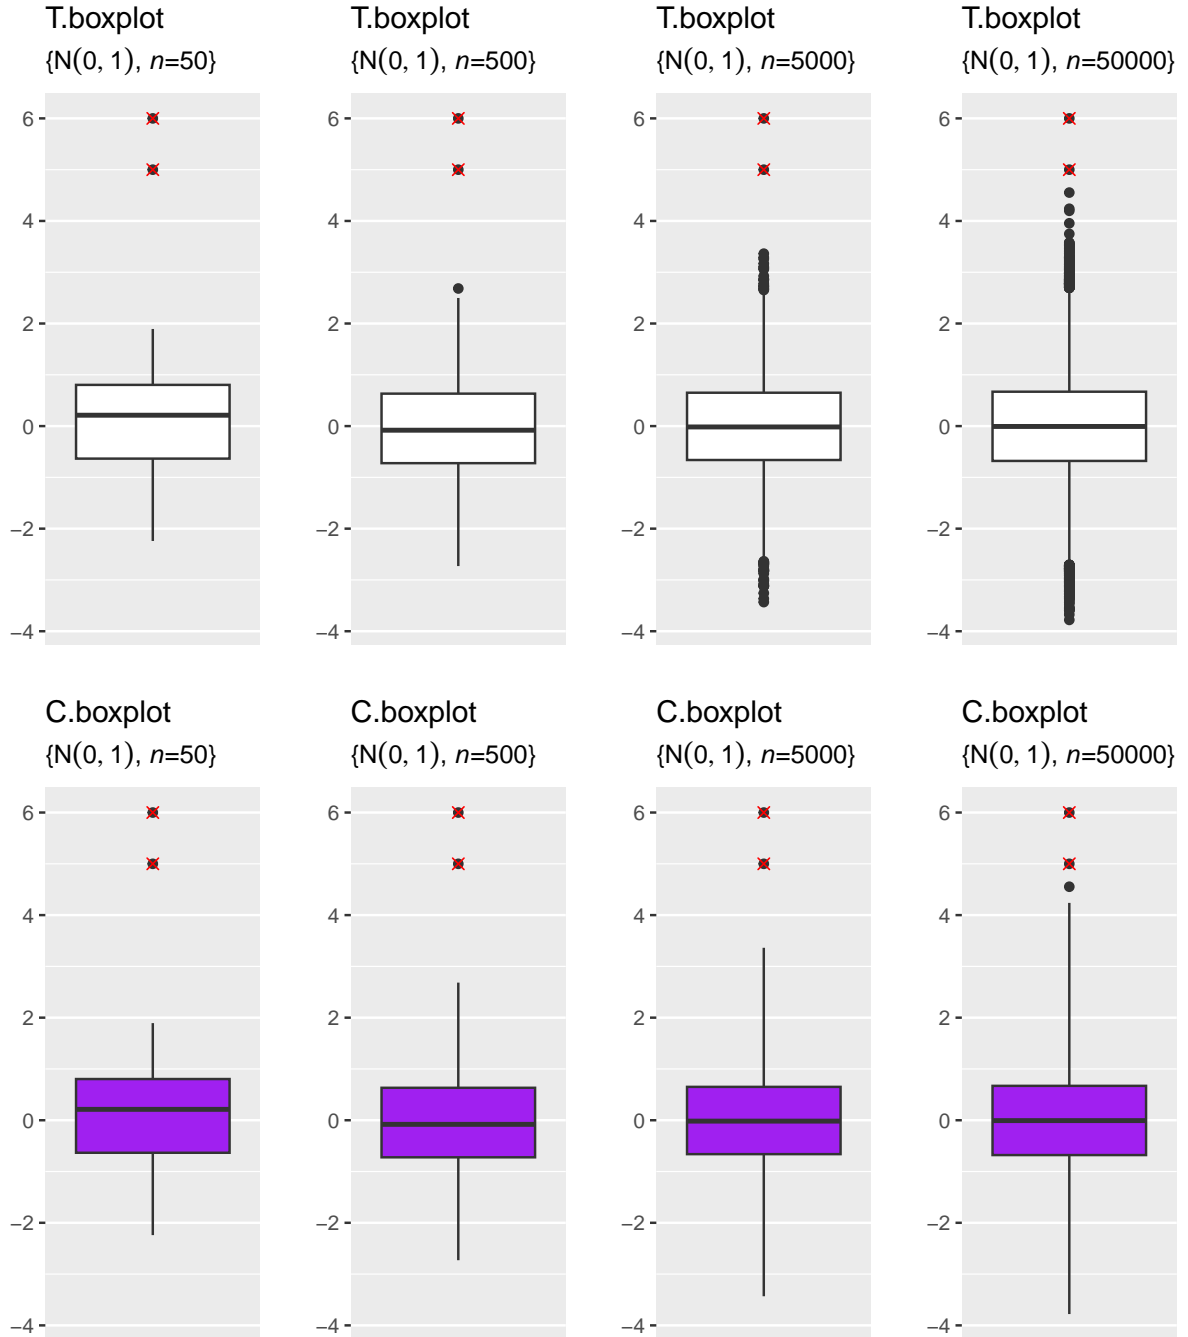 T.boxplot T.boxplot T.boxplot T.boxplot
{N(0, 1), n=50} {N(0, 1), n=500} {N(0, 1), n=5000} {N(0, 1), n=50000}
6 6 6 6
4 4 4 4
2 2 2 2
0 0 0 0
−2 −2 −2 −2
−4 −4 −4 −4
C.boxplot C.boxplot C.boxplot C.boxplot
{N(0, 1), n=50} {N(0, 1), n=500} {N(0, 1), n=5000} {N(0, 1), n=50000}
6 6 6 6
4 4 4 4
2 2 2 2
0 0 0 0
−2 −2 −2 −2
−4 −4 −4 −4